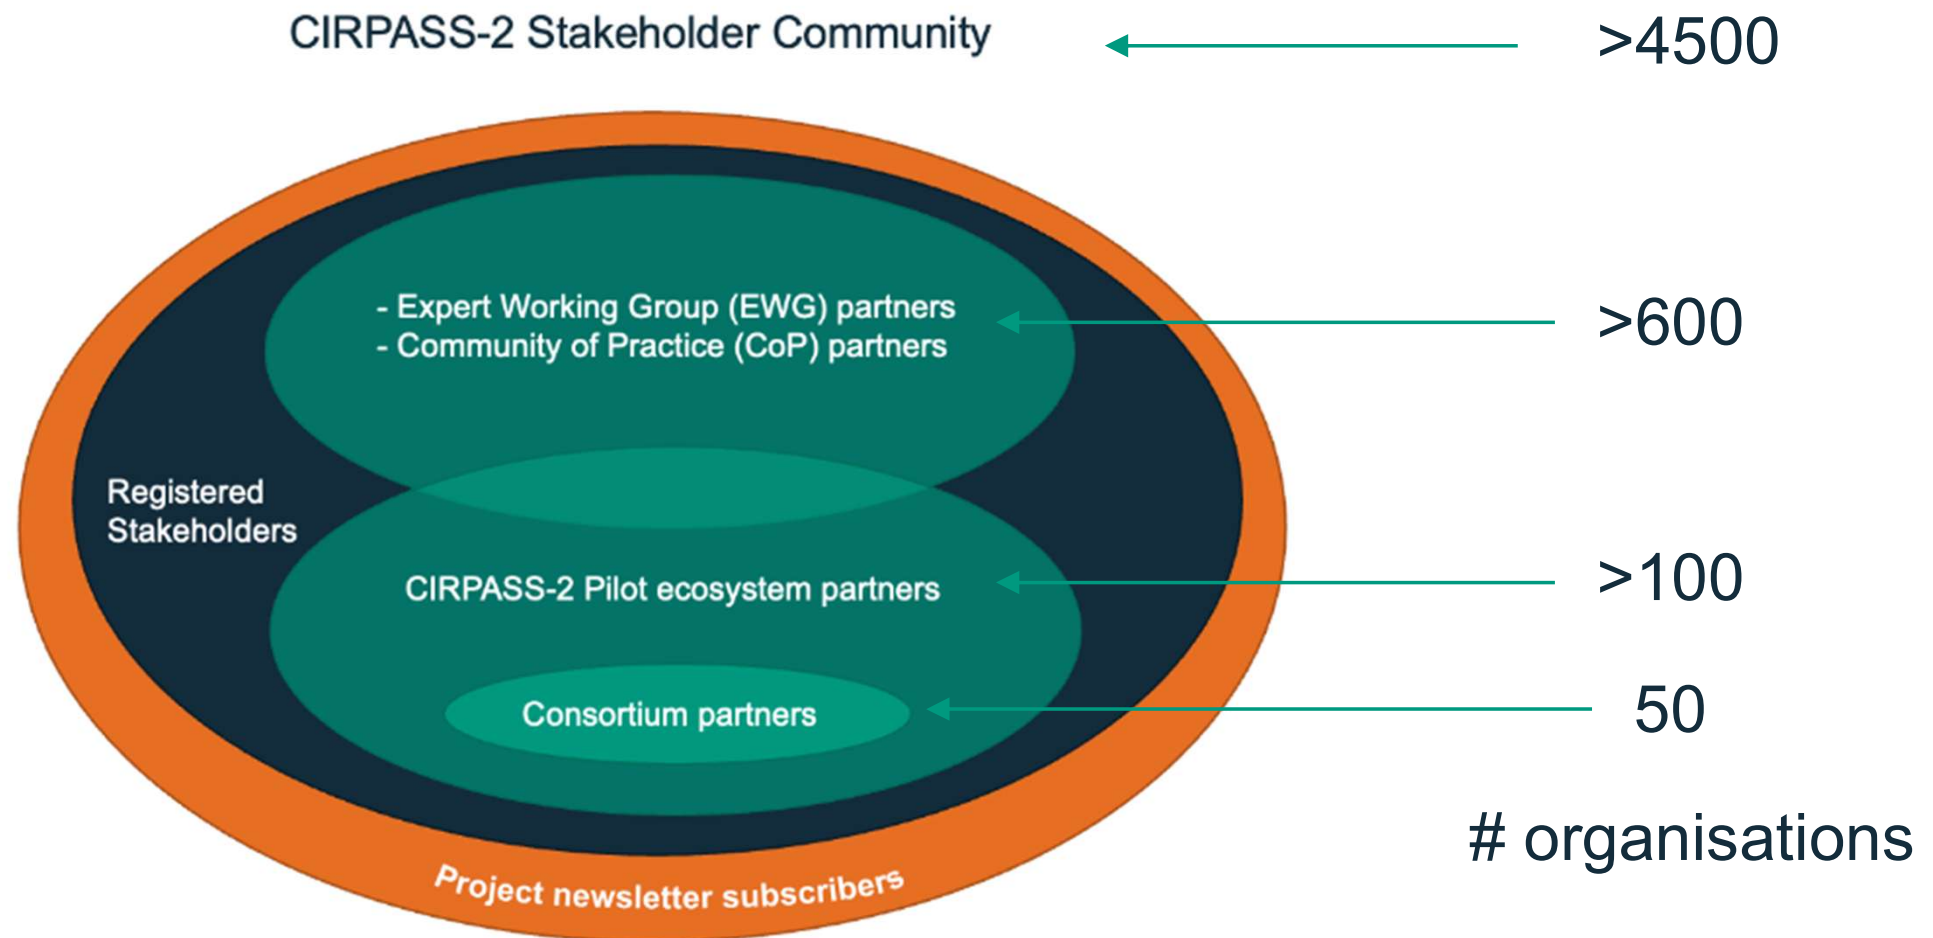 CIRPASS-2 Stakeholder Community
>4500
- Expert Working Group (EWG) partners
- Community of Practice (CoP) partners
>600
Registered
Stakeholders
CIRPASS-2 Pilot ecosystem partners
>100
Consortium partners
50
# organisations
Project newsletter subscribers